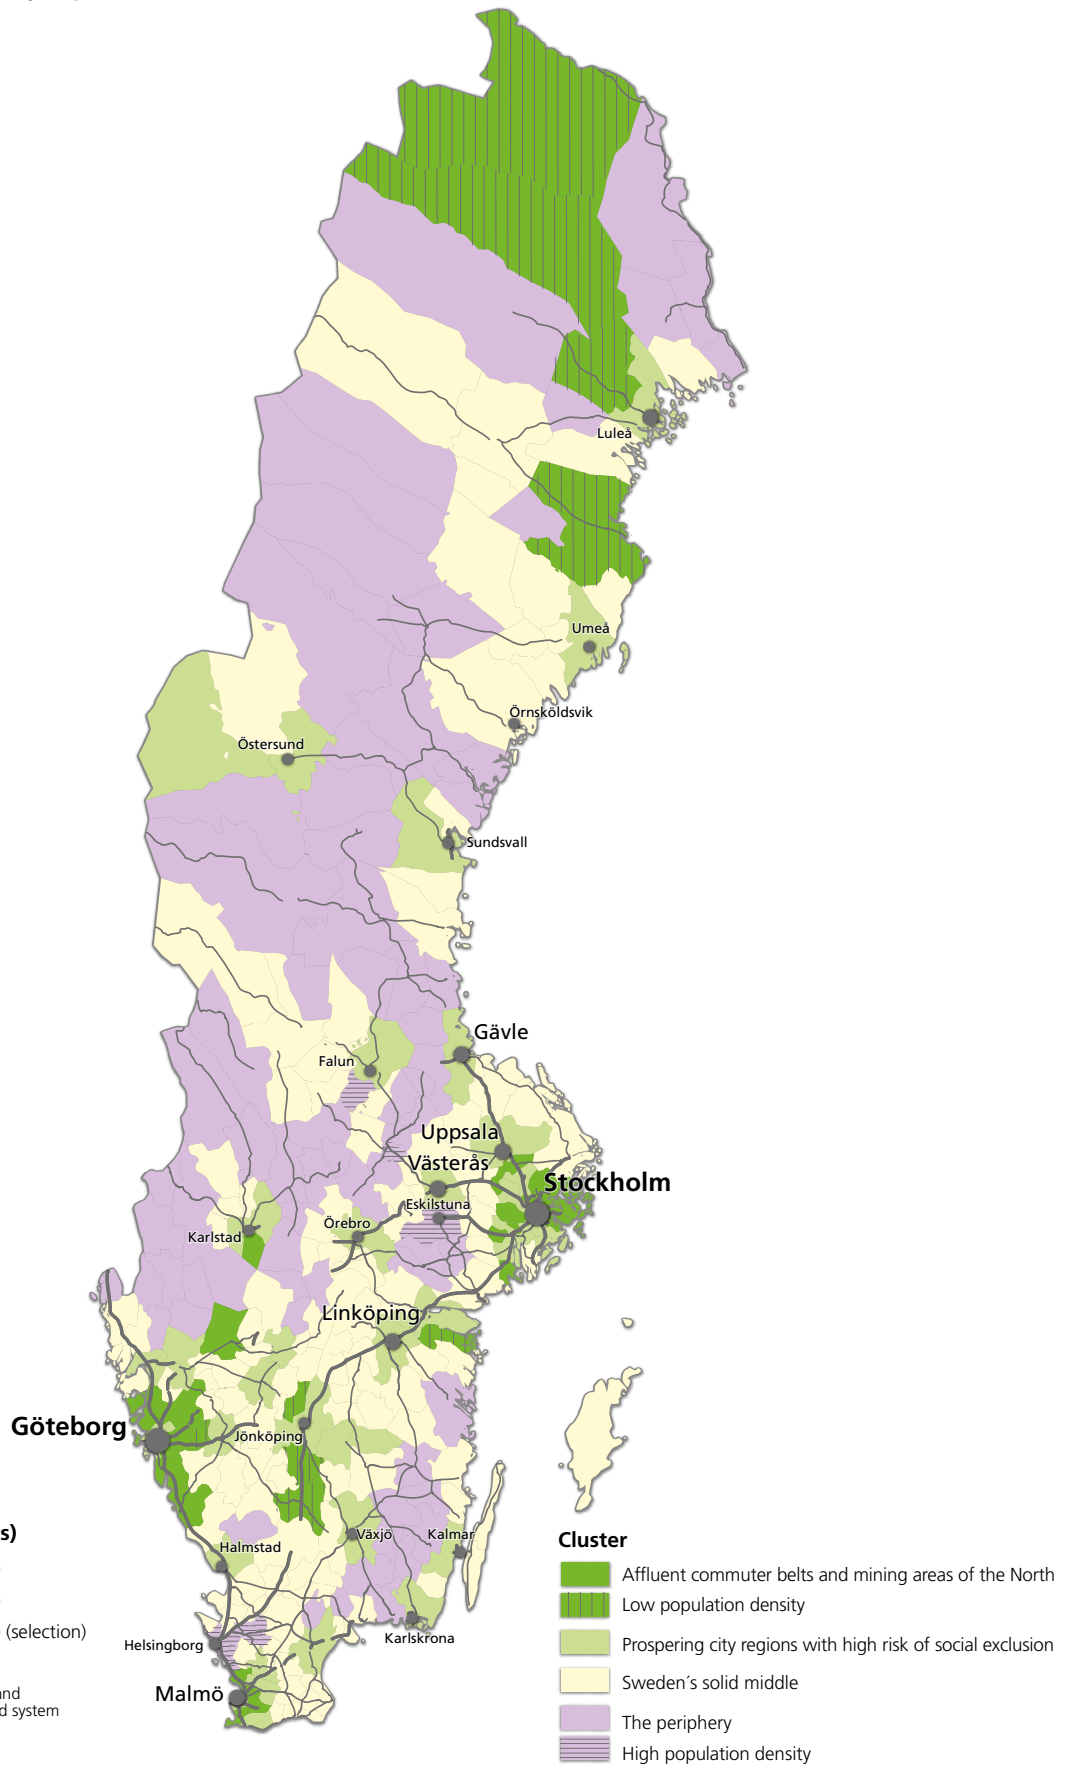 Luleå
Umeå
Örnsköldsvik
Östersund
Sundsvall
Gävle
Falun
Uppsala
Västerås
Stockholm
Eskilstuna
Örebro
Karlstad
Linköping
Göteborg
Jönköping
Växjö
Kalmar
Halmstad
Karlskrona
Helsingborg
Malmö
s)
(selection)
and
d system
Cluster
Affluent commuter belts and mining areas of the North
Low population density
Prospering city regions with high risk of social exclusion
Sweden´s solid middle
The periphery
High population density